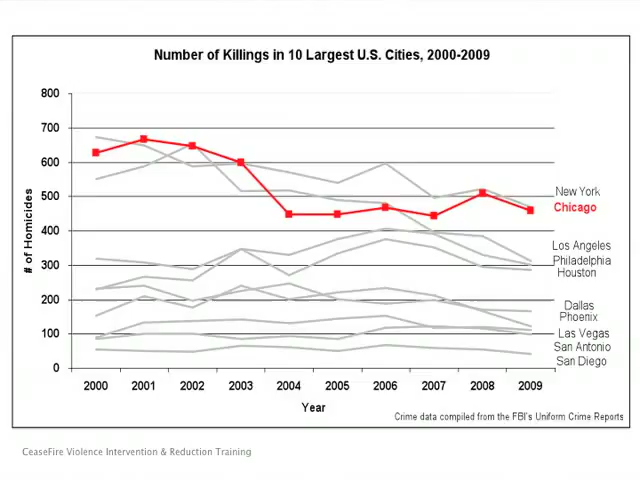 Number of Killings in 10 Largest U.S. Cities, 2000-2009
800
700
600
500
400
300
200
100
0
# of Homicides
New York
Chicago
Los Angeles
Philadelphia
Houston
Dallas
Phoenix
Las Vegas
San Antonio
San Diego
2000 2001 2002 2003 2004 2005 2006 2007 2008 2009
Year
Crime data compiled from the FBI's Uniform Crime Reports
CeaseFire Violence Intervention & Reduction Training